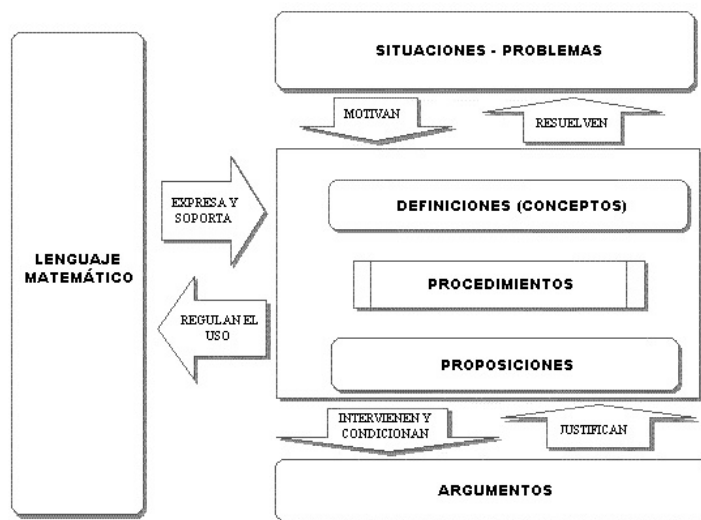 SITUACIONES - PROBLEMAS
MOTIVAN
RESUELVEN
EXPRESA Y
SOPORTA
DEFINICIONES (CONCEPTOS)
LENGUAJE
MATEMÁTICO
PROCEDIMIENTOS
REGULAN EL
USO
PROPOSICIONES
INTERVIENEN Y
CONDICIONAN
JUSTIFICAN
ARGUMENTOS